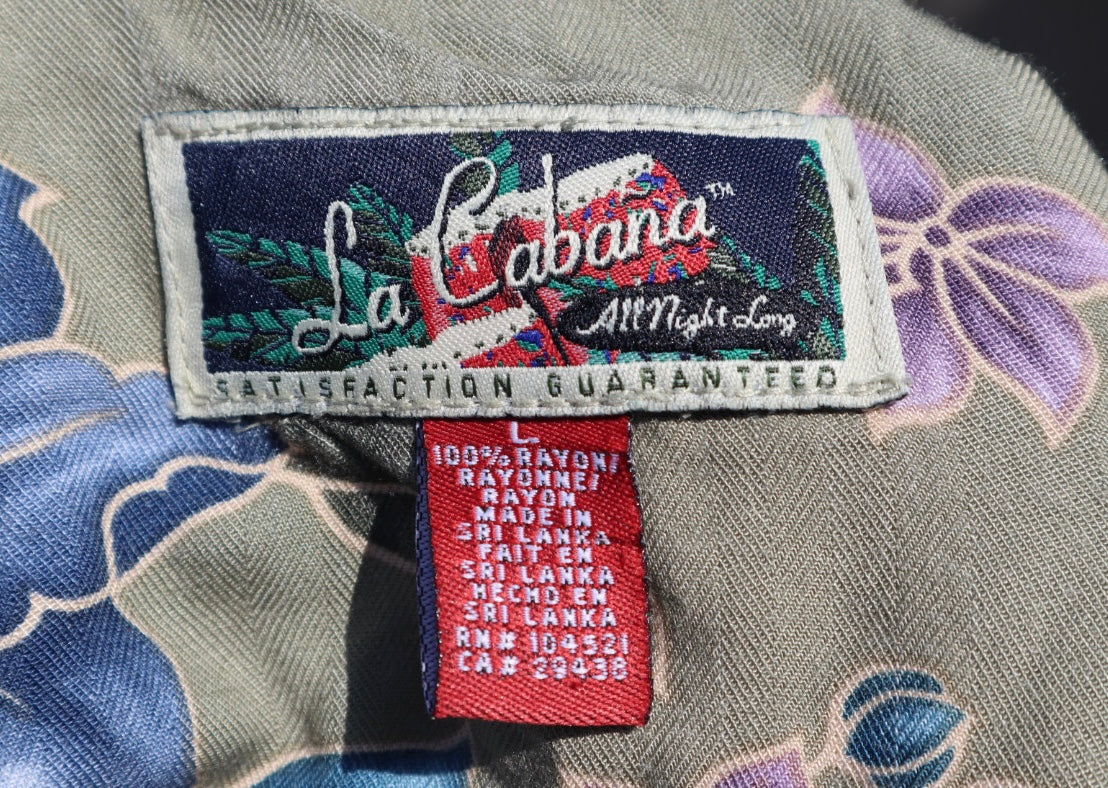 La Cabana™
All Night Long
SATISFACTION GUARANTEED
L
100% RAYON/
RAYONNE/
RAYON
MADE IN
SRI LANKA
FAIT EN
SRI LANKA
HECHO EN
SRI LANKA
RN# 104521
CA# 29438